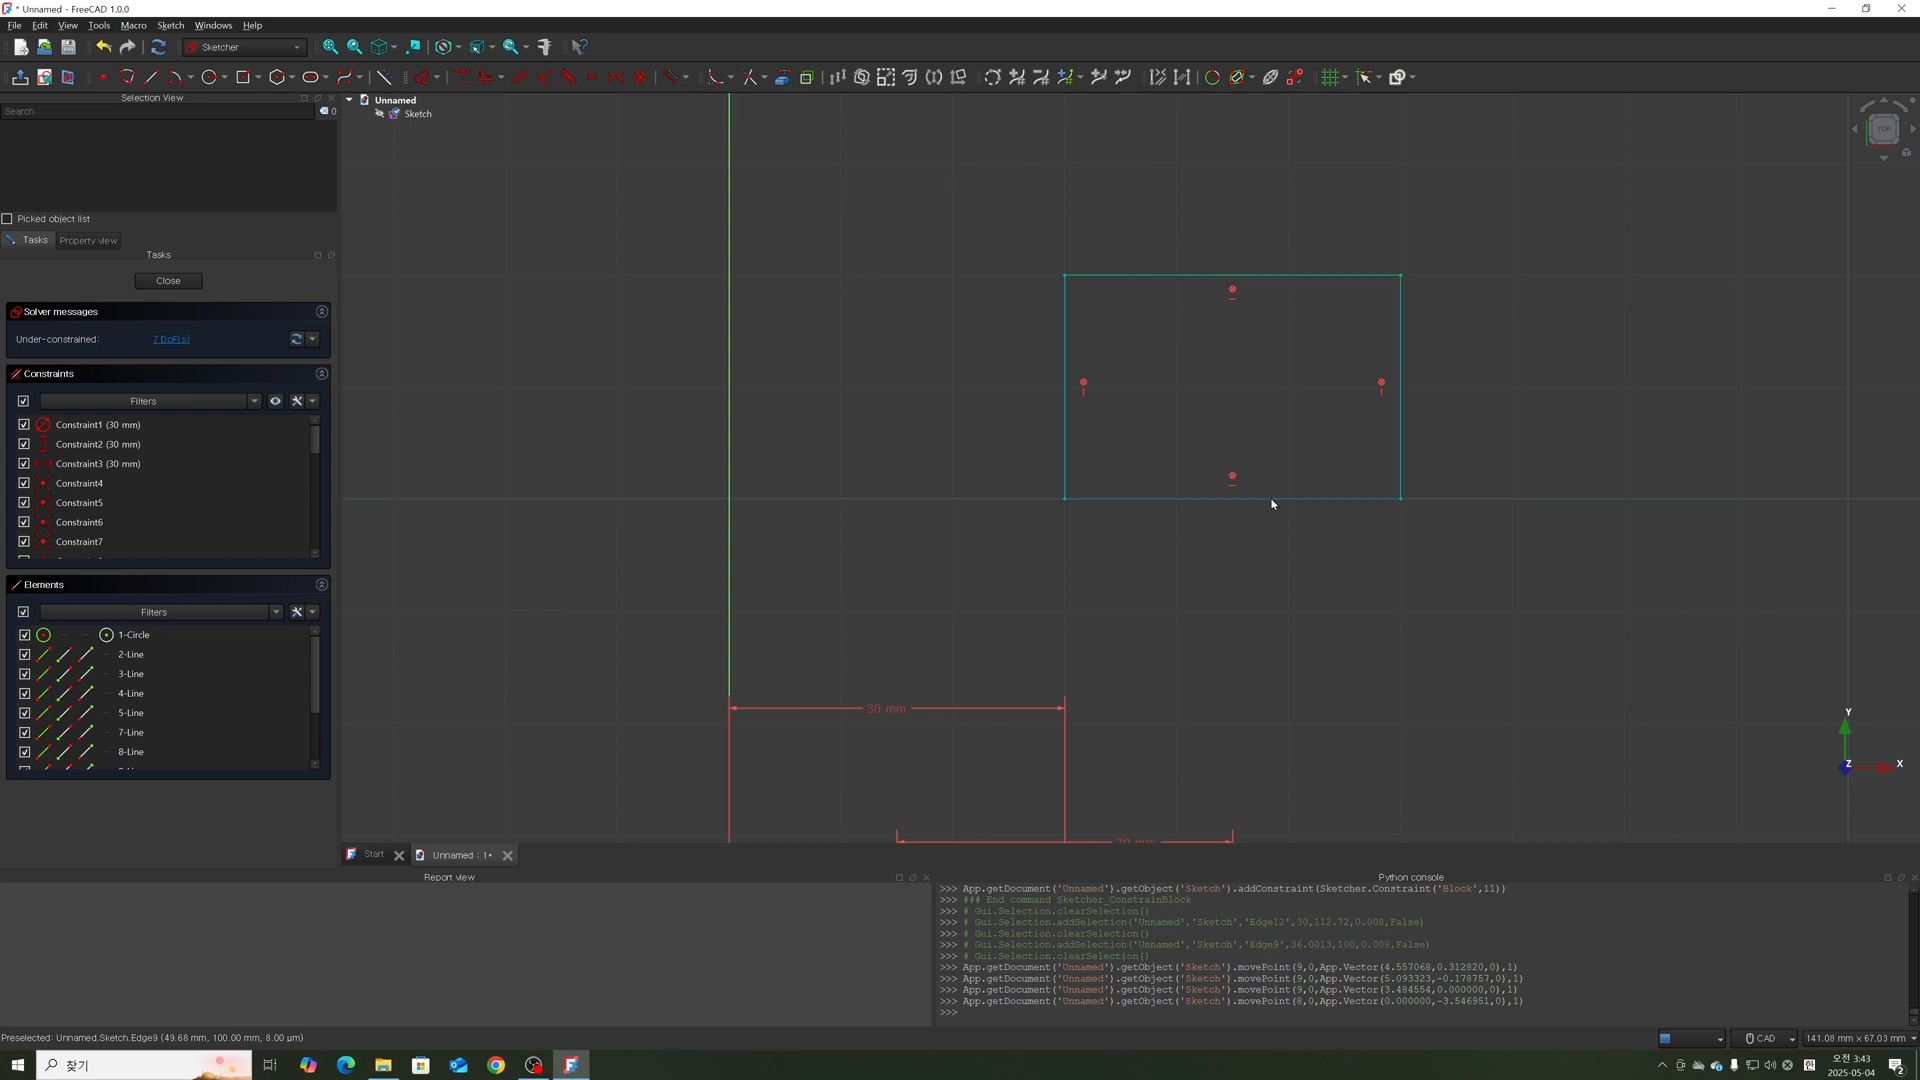 * Unnamed - FreeCAD 1.0.0
File Edit View Tools Macro Sketch Windows Help
Sketcher
Selection View
Search
0
Unnamed
Sketch
TOP
Picked object list
Tasks Property view
Tasks
Close
Solver messages
Under-constrained: 7 DoF(s)
Constraints
Filters
Constraint1 (30 mm)
Constraint2 (30 mm)
Constraint3 (30 mm)
Constraint4
Constraint5
Constraint6
Constraint7
Elements
Filters
1-Circle
2-Line
3-Line
4-Line
5-Line
7-Line
8-Line
30 mm
Y
Z X
Start Unnamed : 1*
Report view
Python console
>>> App.getDocument('Unnamed').getObject('Sketch').addConstraint(Sketcher.Constraint('Block',11))
>>> ### End command Sketcher_ConstrainBlock
>>> # Gui.Selection.clearSelection()
>>> # Gui.Selection.addSelection('Unnamed','Sketch','Edge12',30,112.72,0.008,False)
>>> # Gui.Selection.clearSelection()
>>> # Gui.Selection.addSelection('Unnamed','Sketch','Edge9',36.0013,100,0.008,False)
>>> # Gui.Selection.clearSelection()
>>> App.getDocument('Unnamed').getObject('Sketch').movePoint(9,0,App.Vector(4.557068,0.312820,0),1)
>>> App.getDocument('Unnamed').getObject('Sketch').movePoint(9,0,App.Vector(5.093323,-0.178757,0),1)
>>> App.getDocument('Unnamed').getObject('Sketch').movePoint(9,0,App.Vector(3.484554,0.000000,0),1)
>>> App.getDocument('Unnamed').getObject('Sketch').movePoint(8,0,App.Vector(0.000000,-3.546951,0),1)
>>>
Preselected: Unnamed.Sketch.Edge9 (49.68 mm, 100.00 mm, 8.00 μm)
CAD
141.08 mm × 67.03 mm
찾기
한
오전 3:43
2025-05-04
2